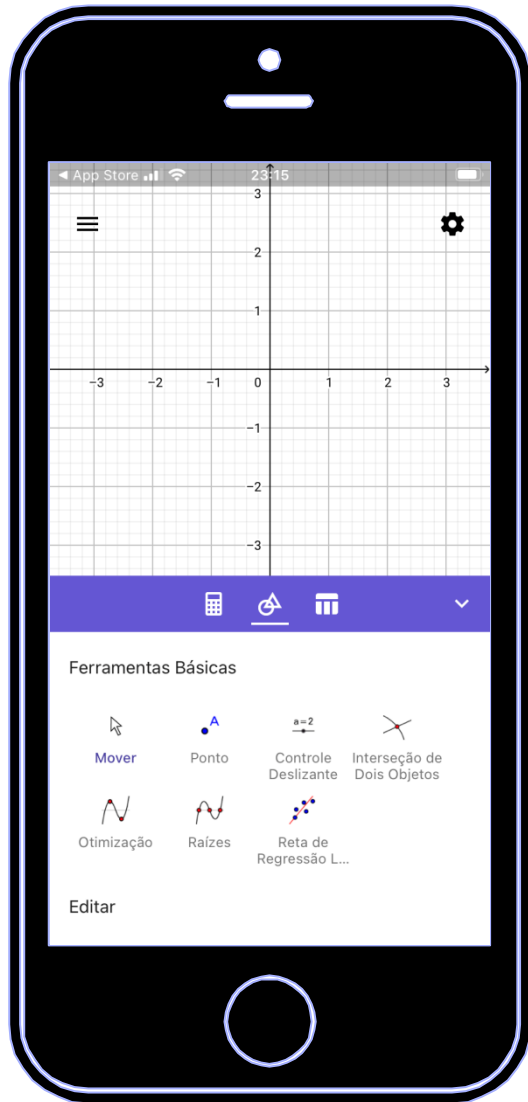 ◄ App Store 23:15
3
2
1
−3 −2 −1 0 1 2 3
−1
−2
−3
Ferramentas Básicas
A
a=2
Mover Ponto Controle Interseção de
Deslizante Dois Objetos
Otimização Raízes Reta de
Regressão L...
Editar